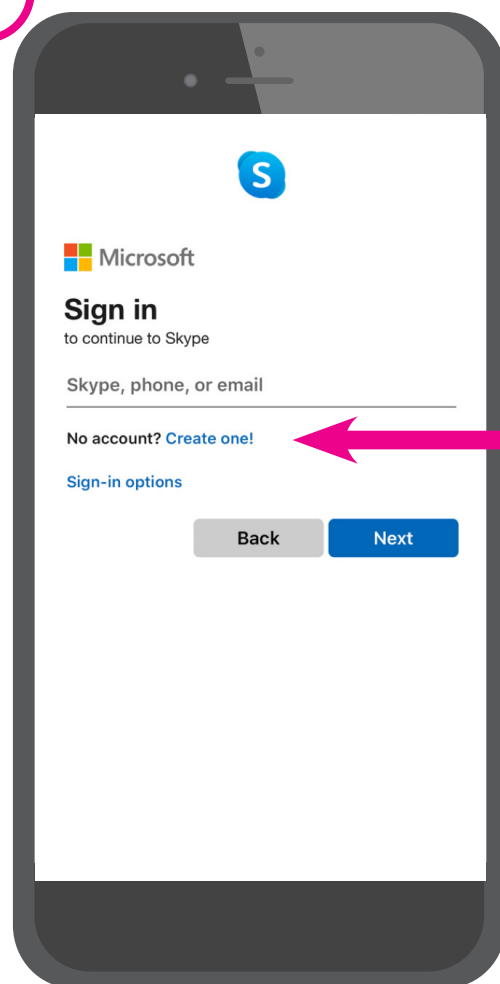 S
Microsoft
Sign in
to continue to Skype
Skype, phone, or email
No account? Create one!
Sign-in options
Back Next